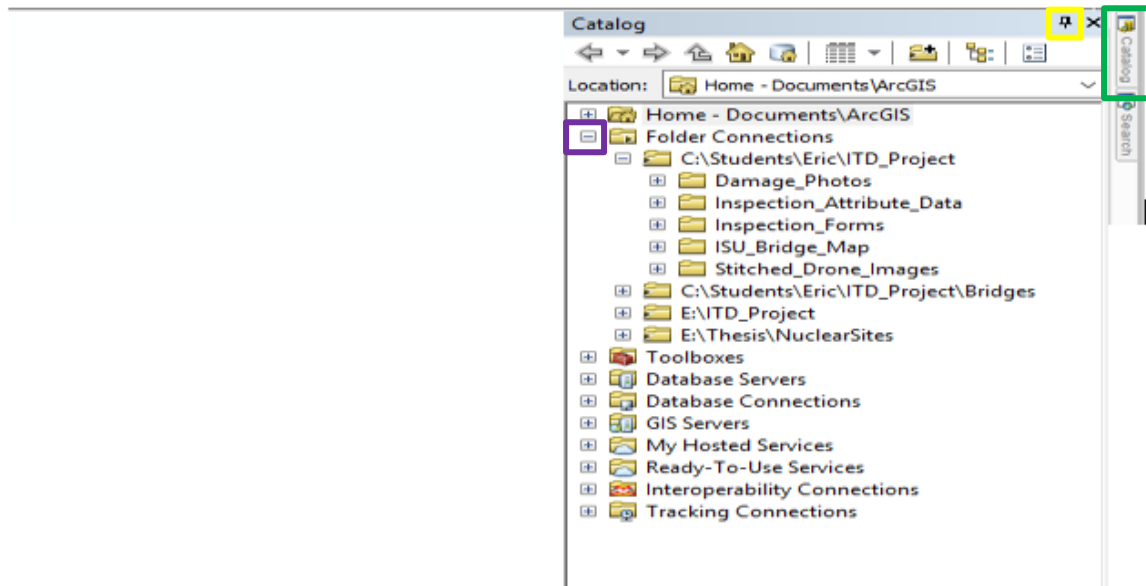 Catalog
Location: Home - Documents\ArcGIS
Home - Documents\ArcGIS
Folder Connections
C:\Students\Eric\ITD_Project
Damage_Photos
Inspection_Attribute_Data
Inspection_Forms
ISU_Bridge_Map
Stitched_Drone_Images
C:\Students\Eric\ITD_Project\Bridges
E:\ITD_Project
E:\Thesis\NuclearSites
Toolboxes
Database Servers
Database Connections
GIS Servers
My Hosted Services
Ready-To-Use Services
Interoperability Connections
Tracking Connections
Catalog
Search